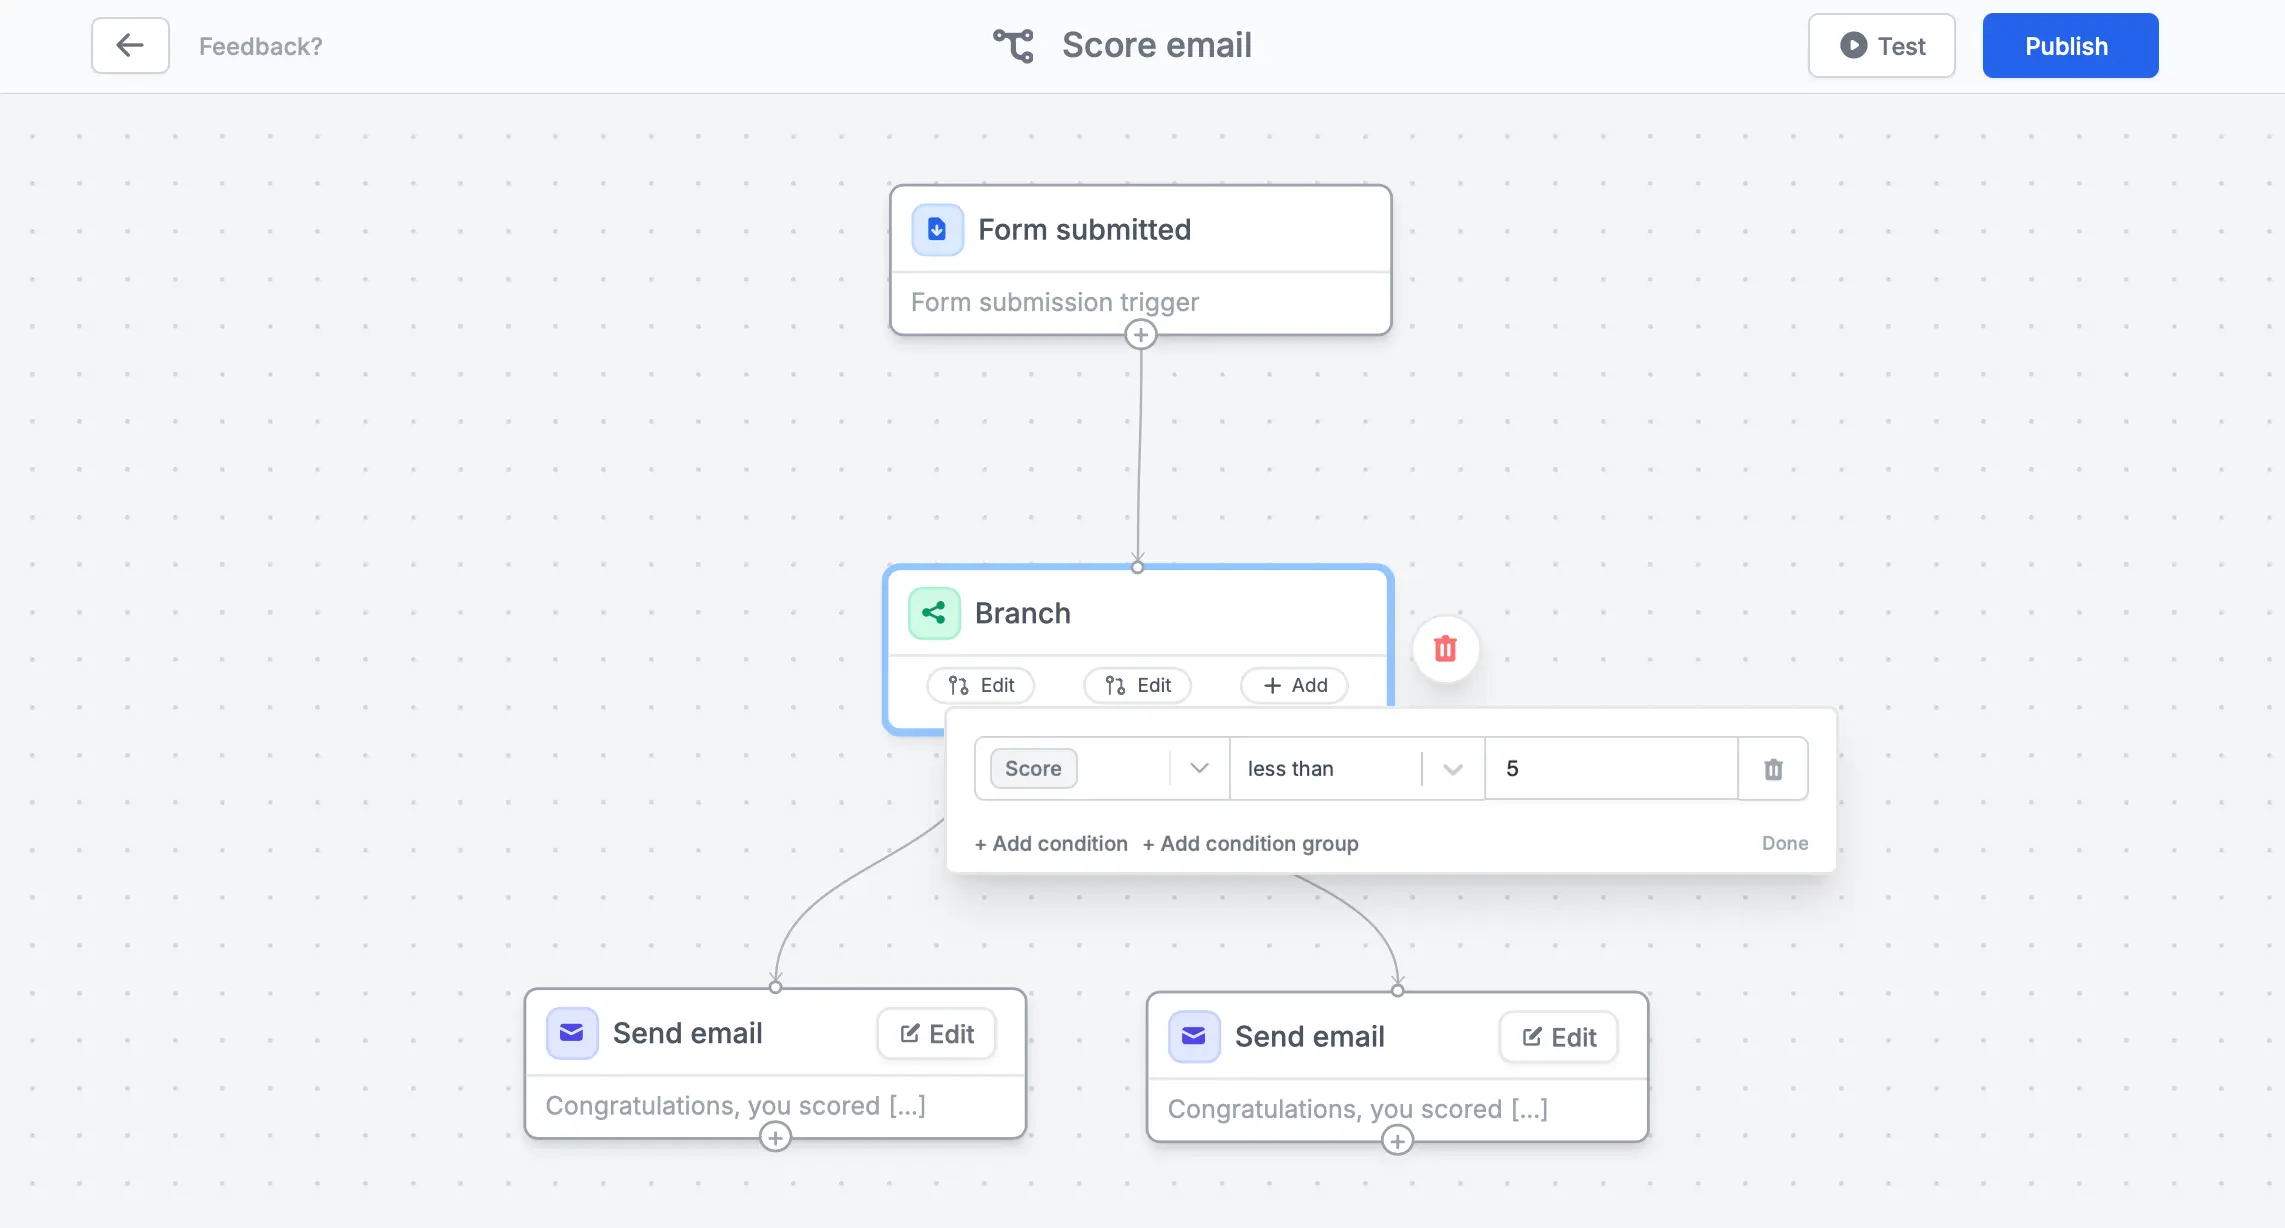 Feedback?
Score email
Test
Publish
Form submitted
Form submission trigger
Branch
Edit
Edit
+ Add
Score
less than
5
+ Add condition
+ Add condition group
Done
Send email
Edit
Congratulations, you scored [...]
Send email
Edit
Congratulations, you scored [...]